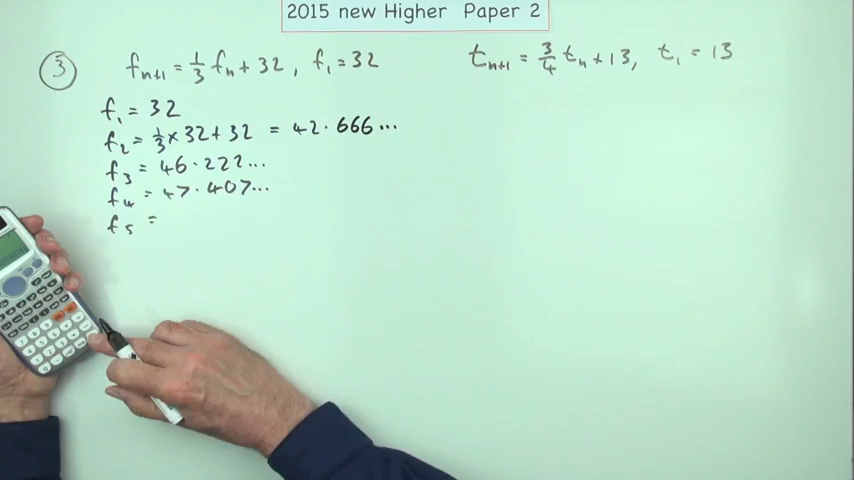 2015 new Higher Paper 2
3 fₙ₊₁ = 1/3 fₙ + 32, f₁ = 32
tₙ₊₁ = 3/4 tₙ + 13, t₁ = 13
f₁ = 32
f₂ = 1/3 × 32 + 32 = 42·666...
f₃ = 46·222...
f₄ = 47·407...
f₅ =